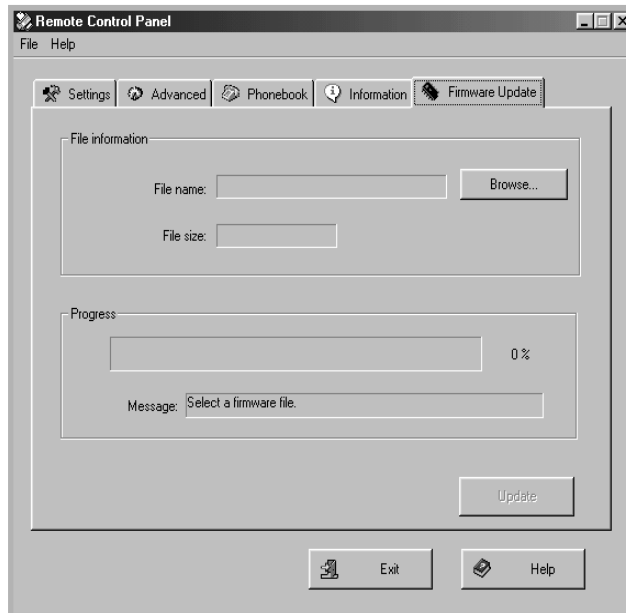 Remote Control Panel
File Help
Settings Advanced Phonebook Information Firmware Update
File information
File name: Browse...
File size:
Progress
0 %
Message: Select a firmware file.
Update
Exit Help